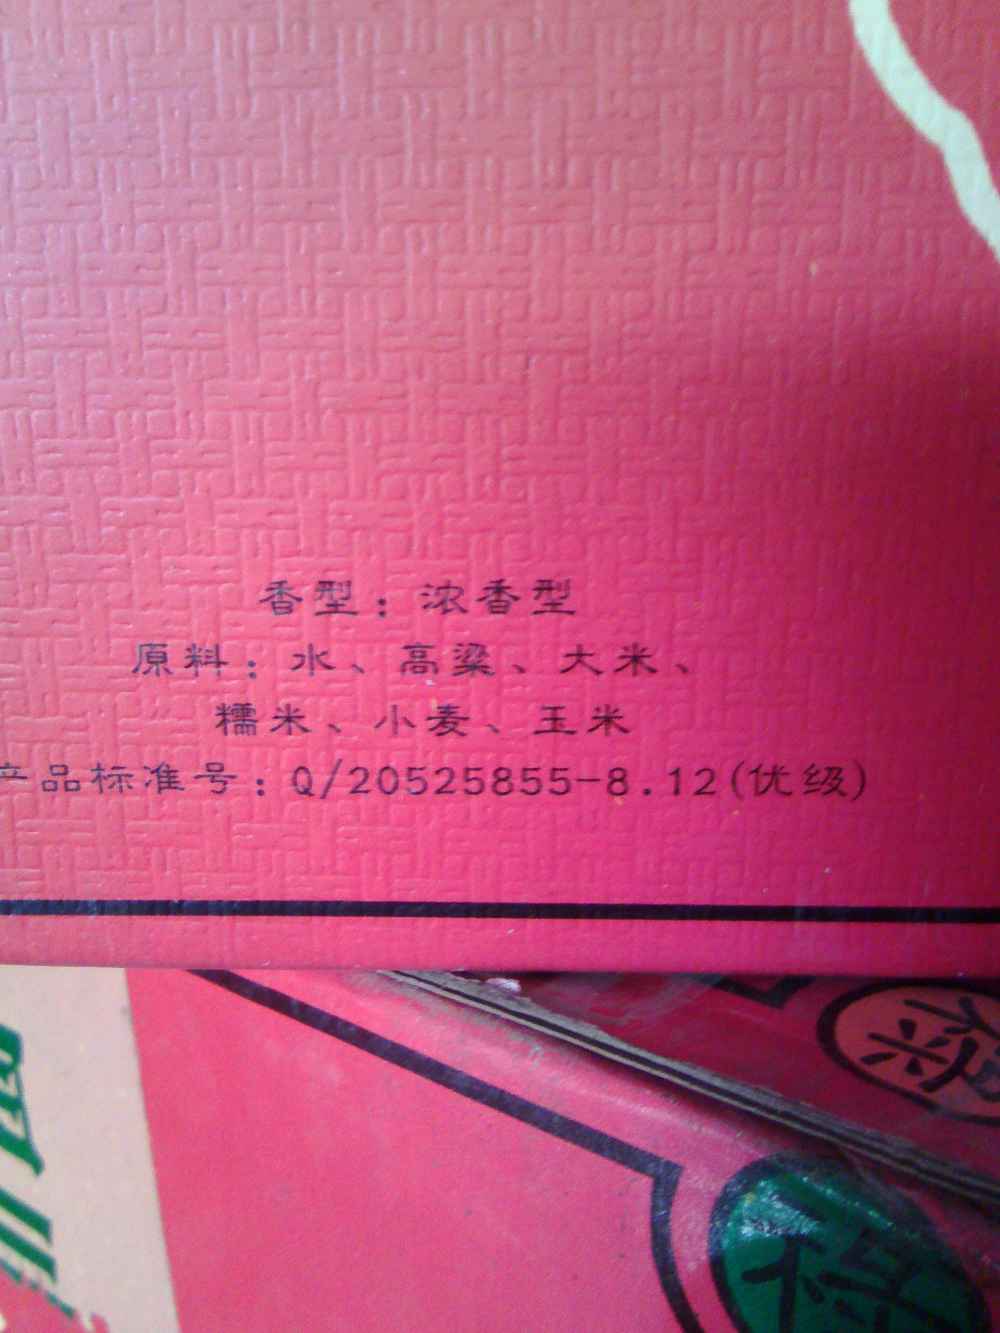 香型：浓香型
原料：水、高粱、大米、
糯米、小麦、玉米
产品标准号：Q/20525855-8.12(优级)